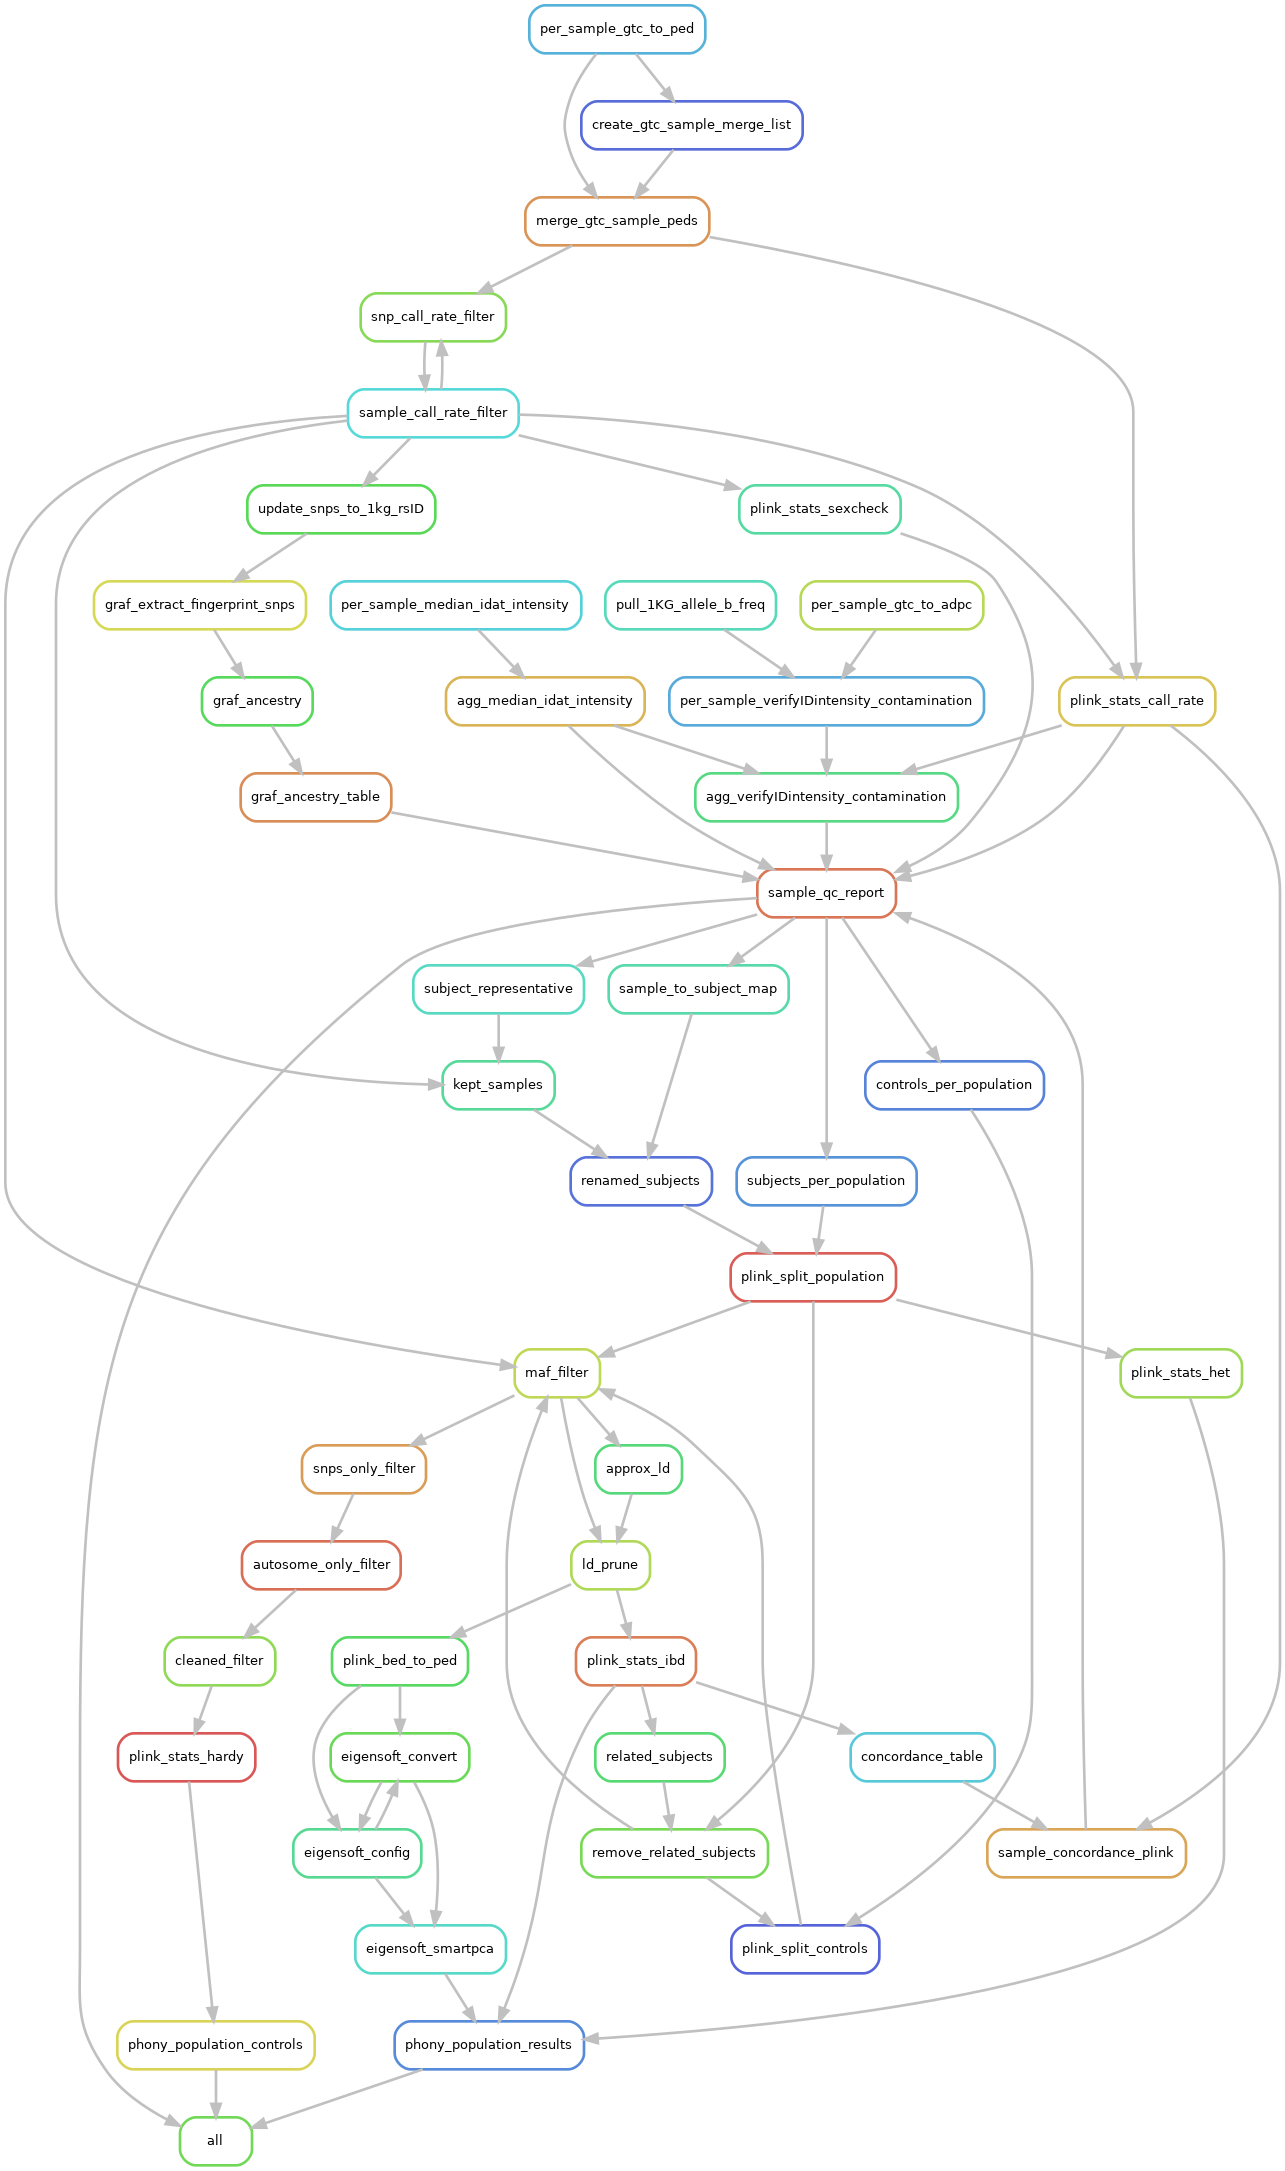 per_sample_gtc_to_ped
create_gtc_sample_merge_list
merge_gtc_sample_peds
snp_call_rate_filter
sample_call_rate_filter
update_snps_to_1kg_rsID
plink_stats_sexcheck
graf_extract_fingerprint_snps
per_sample_median_idat_intensity
pull_1KG_allele_b_freq
per_sample_gtc_to_adpc
graf_ancestry
agg_median_idat_intensity
per_sample_verifyIDintensity_contamination
plink_stats_call_rate
graf_ancestry_table
agg_verifyIDintensity_contamination
sample_qc_report
subject_representative
sample_to_subject_map
kept_samples
controls_per_population
renamed_subjects
subjects_per_population
plink_split_population
maf_filter
plink_stats_het
snps_only_filter
approx_ld
autosome_only_filter
ld_prune
cleaned_filter
plink_bed_to_ped
plink_stats_ibd
plink_stats_hardy
eigensoft_convert
related_subjects
concordance_table
eigensoft_config
remove_related_subjects
sample_concordance_plink
eigensoft_smartpca
plink_split_controls
phony_population_controls
phony_population_results
all